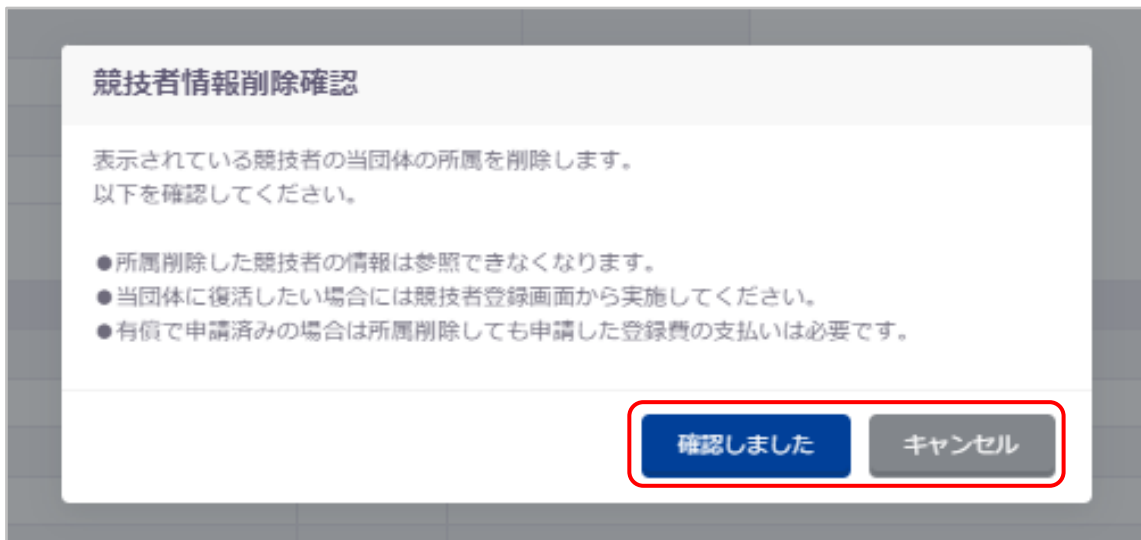 競技者情報削除確認
表示されている競技者の当団体の所属を削除します。
以下を確認してください。
●所属削除した競技者の情報は参照できなくなります。
●当団体に復活したい場合には競技者登録画面から実施してください。
●有償で申請済みの場合は所属削除しても申請した登録費の支払いは必要です。
確認しました キャンセル